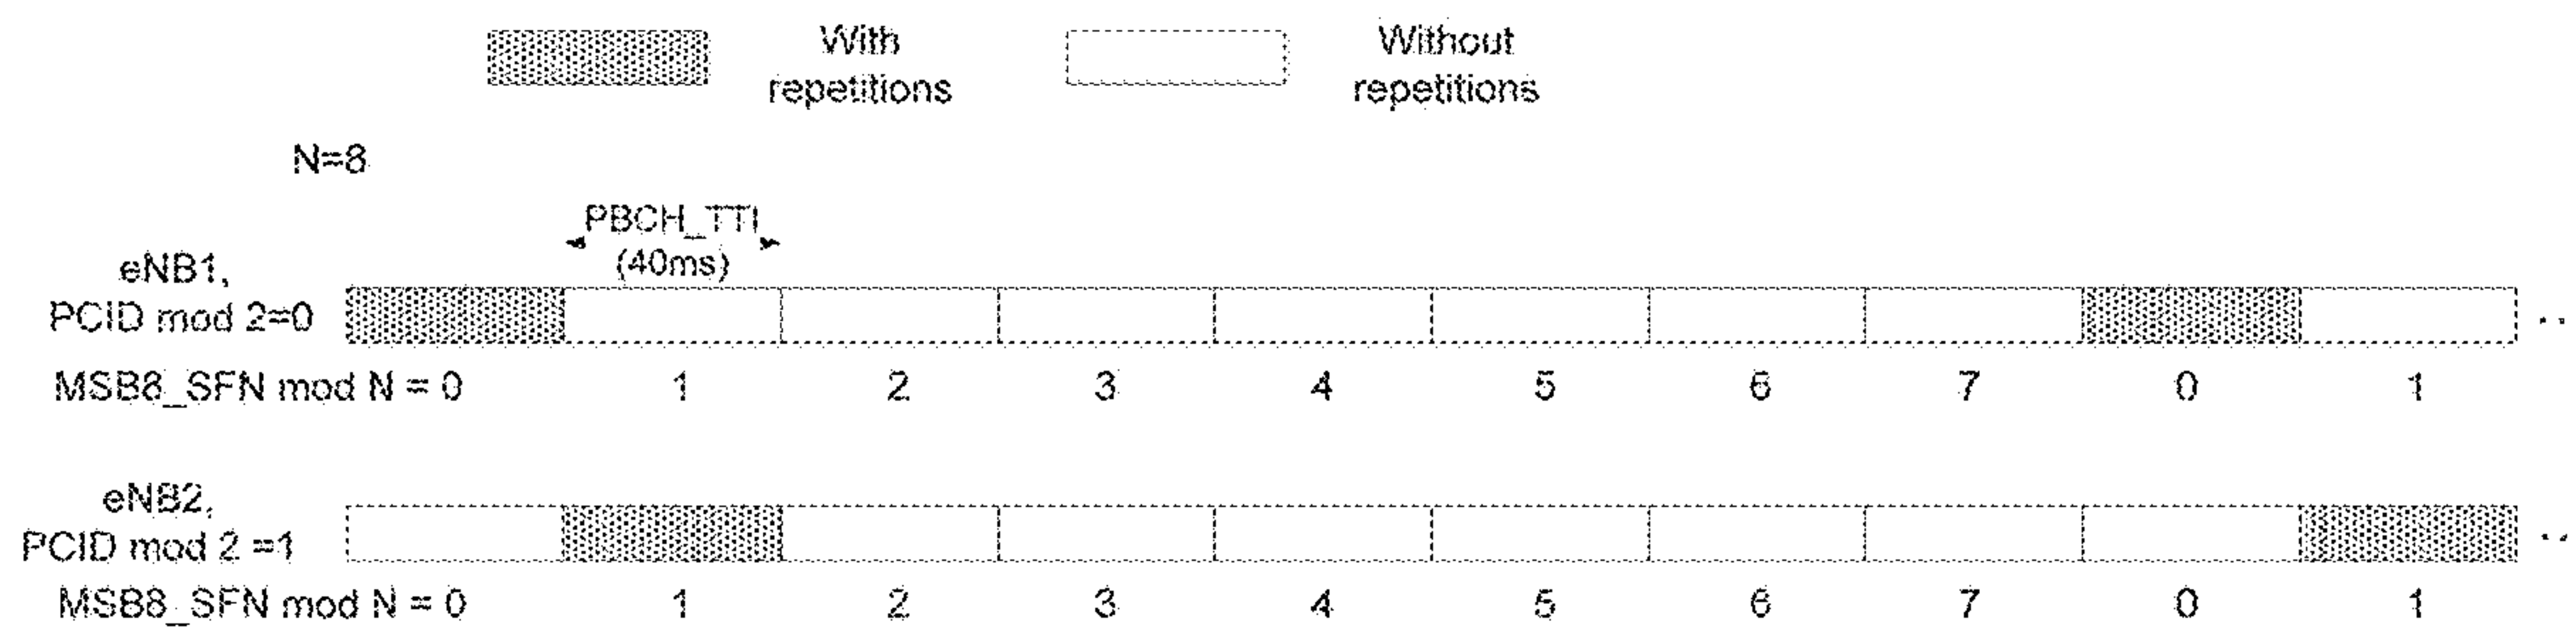 With
repetitions
Without
repetitions
N=8
PBCH_TTI
(40ms)
eNB1,
PCID mod 2=0
MSB8_SFN mod N = 0 1 2 3 4 5 6 7 0 1
eNB2,
PCID mod 2 =1
MSB8_SFN mod N = 0 1 2 3 4 5 6 7 0 1